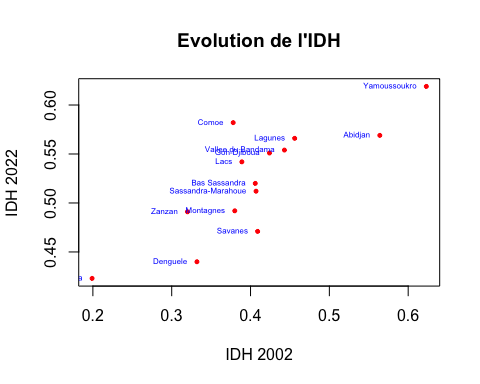 Evolution de l'IDH
IDH 2022
0.60
0.55
0.50
0.45
Yamoussoukro
Comoe
Abidjan
Lagunes
Vallee du Bandama
Goh-Djiboua
Lacs
Bas Sassandra
Sassandra-Marahoue
Zanzan
Montagnes
Savanes
Denguele
a
0.2 0.3 0.4 0.5 0.6
IDH 2002